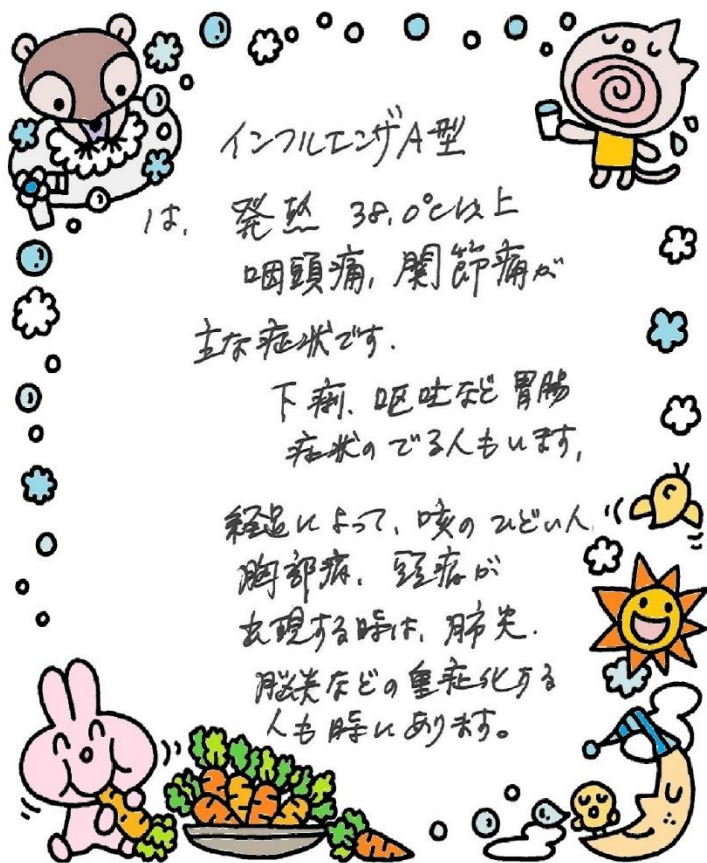 インフルエンザA型
は、発熱 38.0℃以上
咽頭痛、関節痛が
主な症状です.
下痢、呕吐など胃腸
症状のでる人もいます.
経過によって、咳のひどい人
胸部痛、頭痛が
出現する時は、肺炎.
脳炎などの重症化する
人も時にあります。